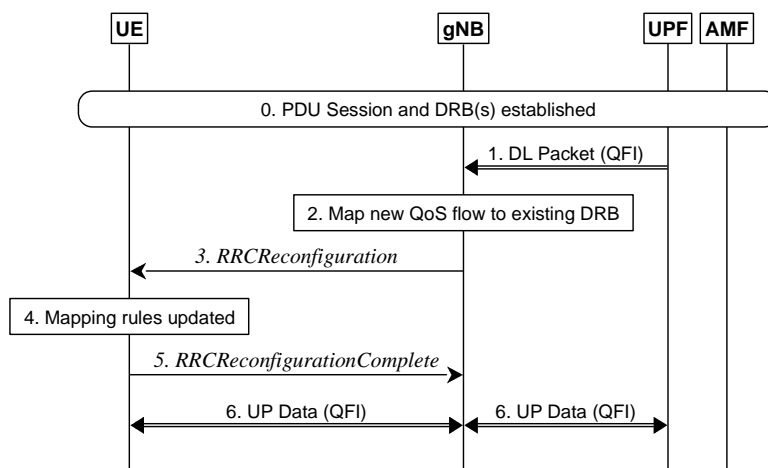 UE gNB UPF AMF
0. PDU Session and DRB(s) established
1. DL Packet (QFI)
2. Map new QoS flow to existing DRB
3. RRCReconfiguration
4. Mapping rules updated
5. RRCReconfigurationComplete
6. UP Data (QFI) 6. UP Data (QFI)